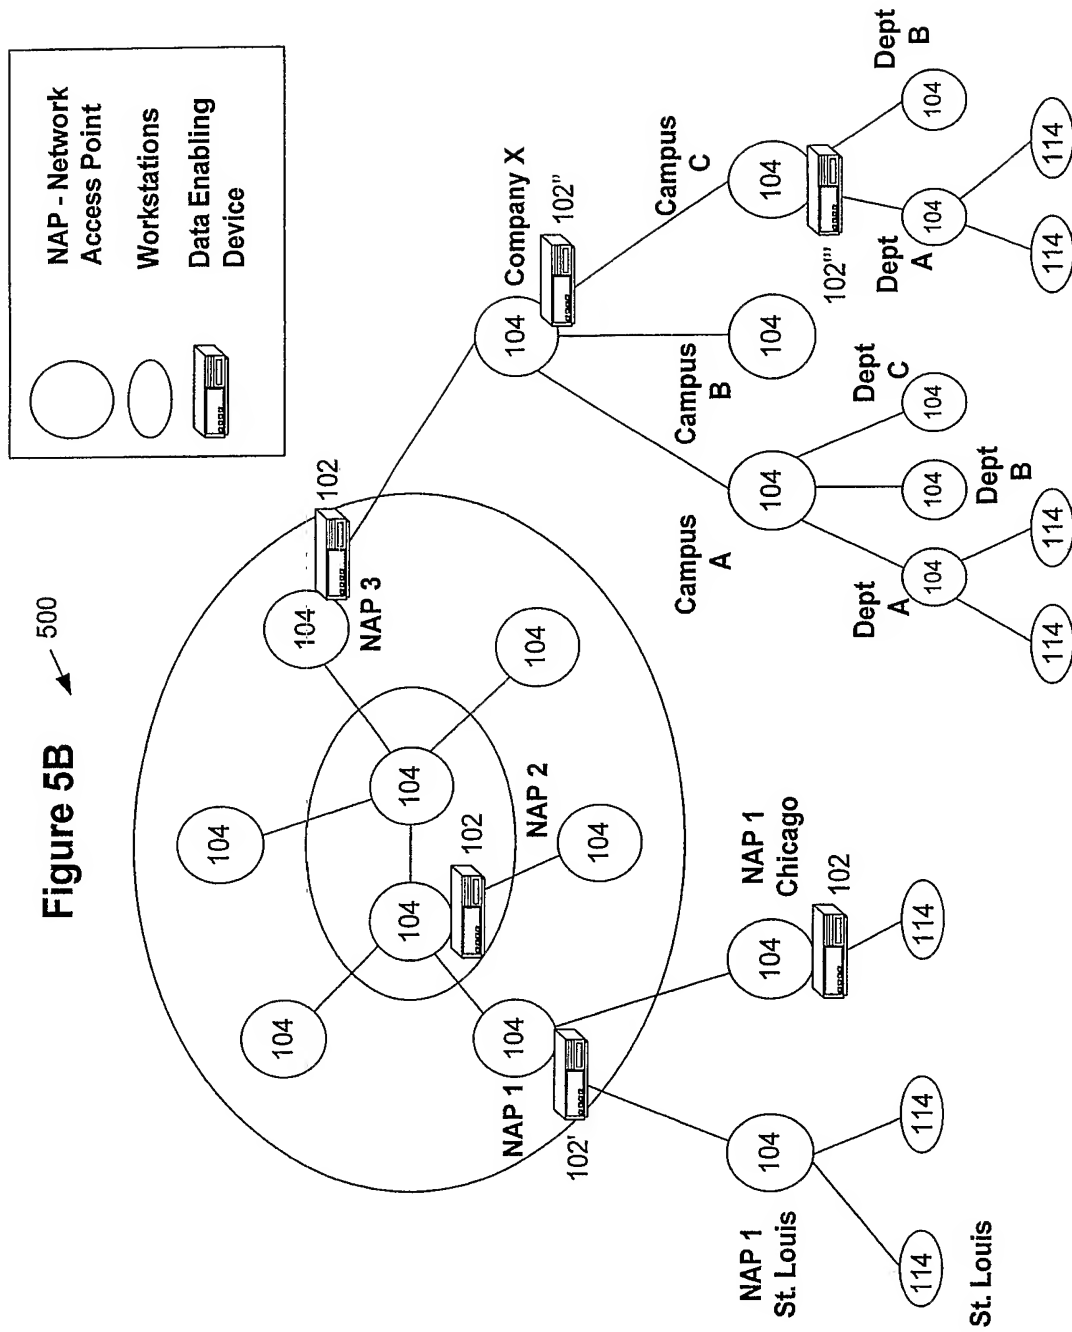 Figure 5B
500
NAP - Network
Access Point
Workstations
Data Enabling
Device
104
104
104
NAP 3
102
104
104
104
104
102
NAP 2
104
104
NAP 1
102'
Company X
104
102"
NAP 1
St. Louis
104
NAP 1
Chicago
104
102
Campus
A
104
Campus
B
104
Campus
C
104
102'''
114
114
St. Louis
114
Dept
A
104
104
Dept
B
Dept
C
104
Dept
A
104
Dept
B
104
114
114
114
114